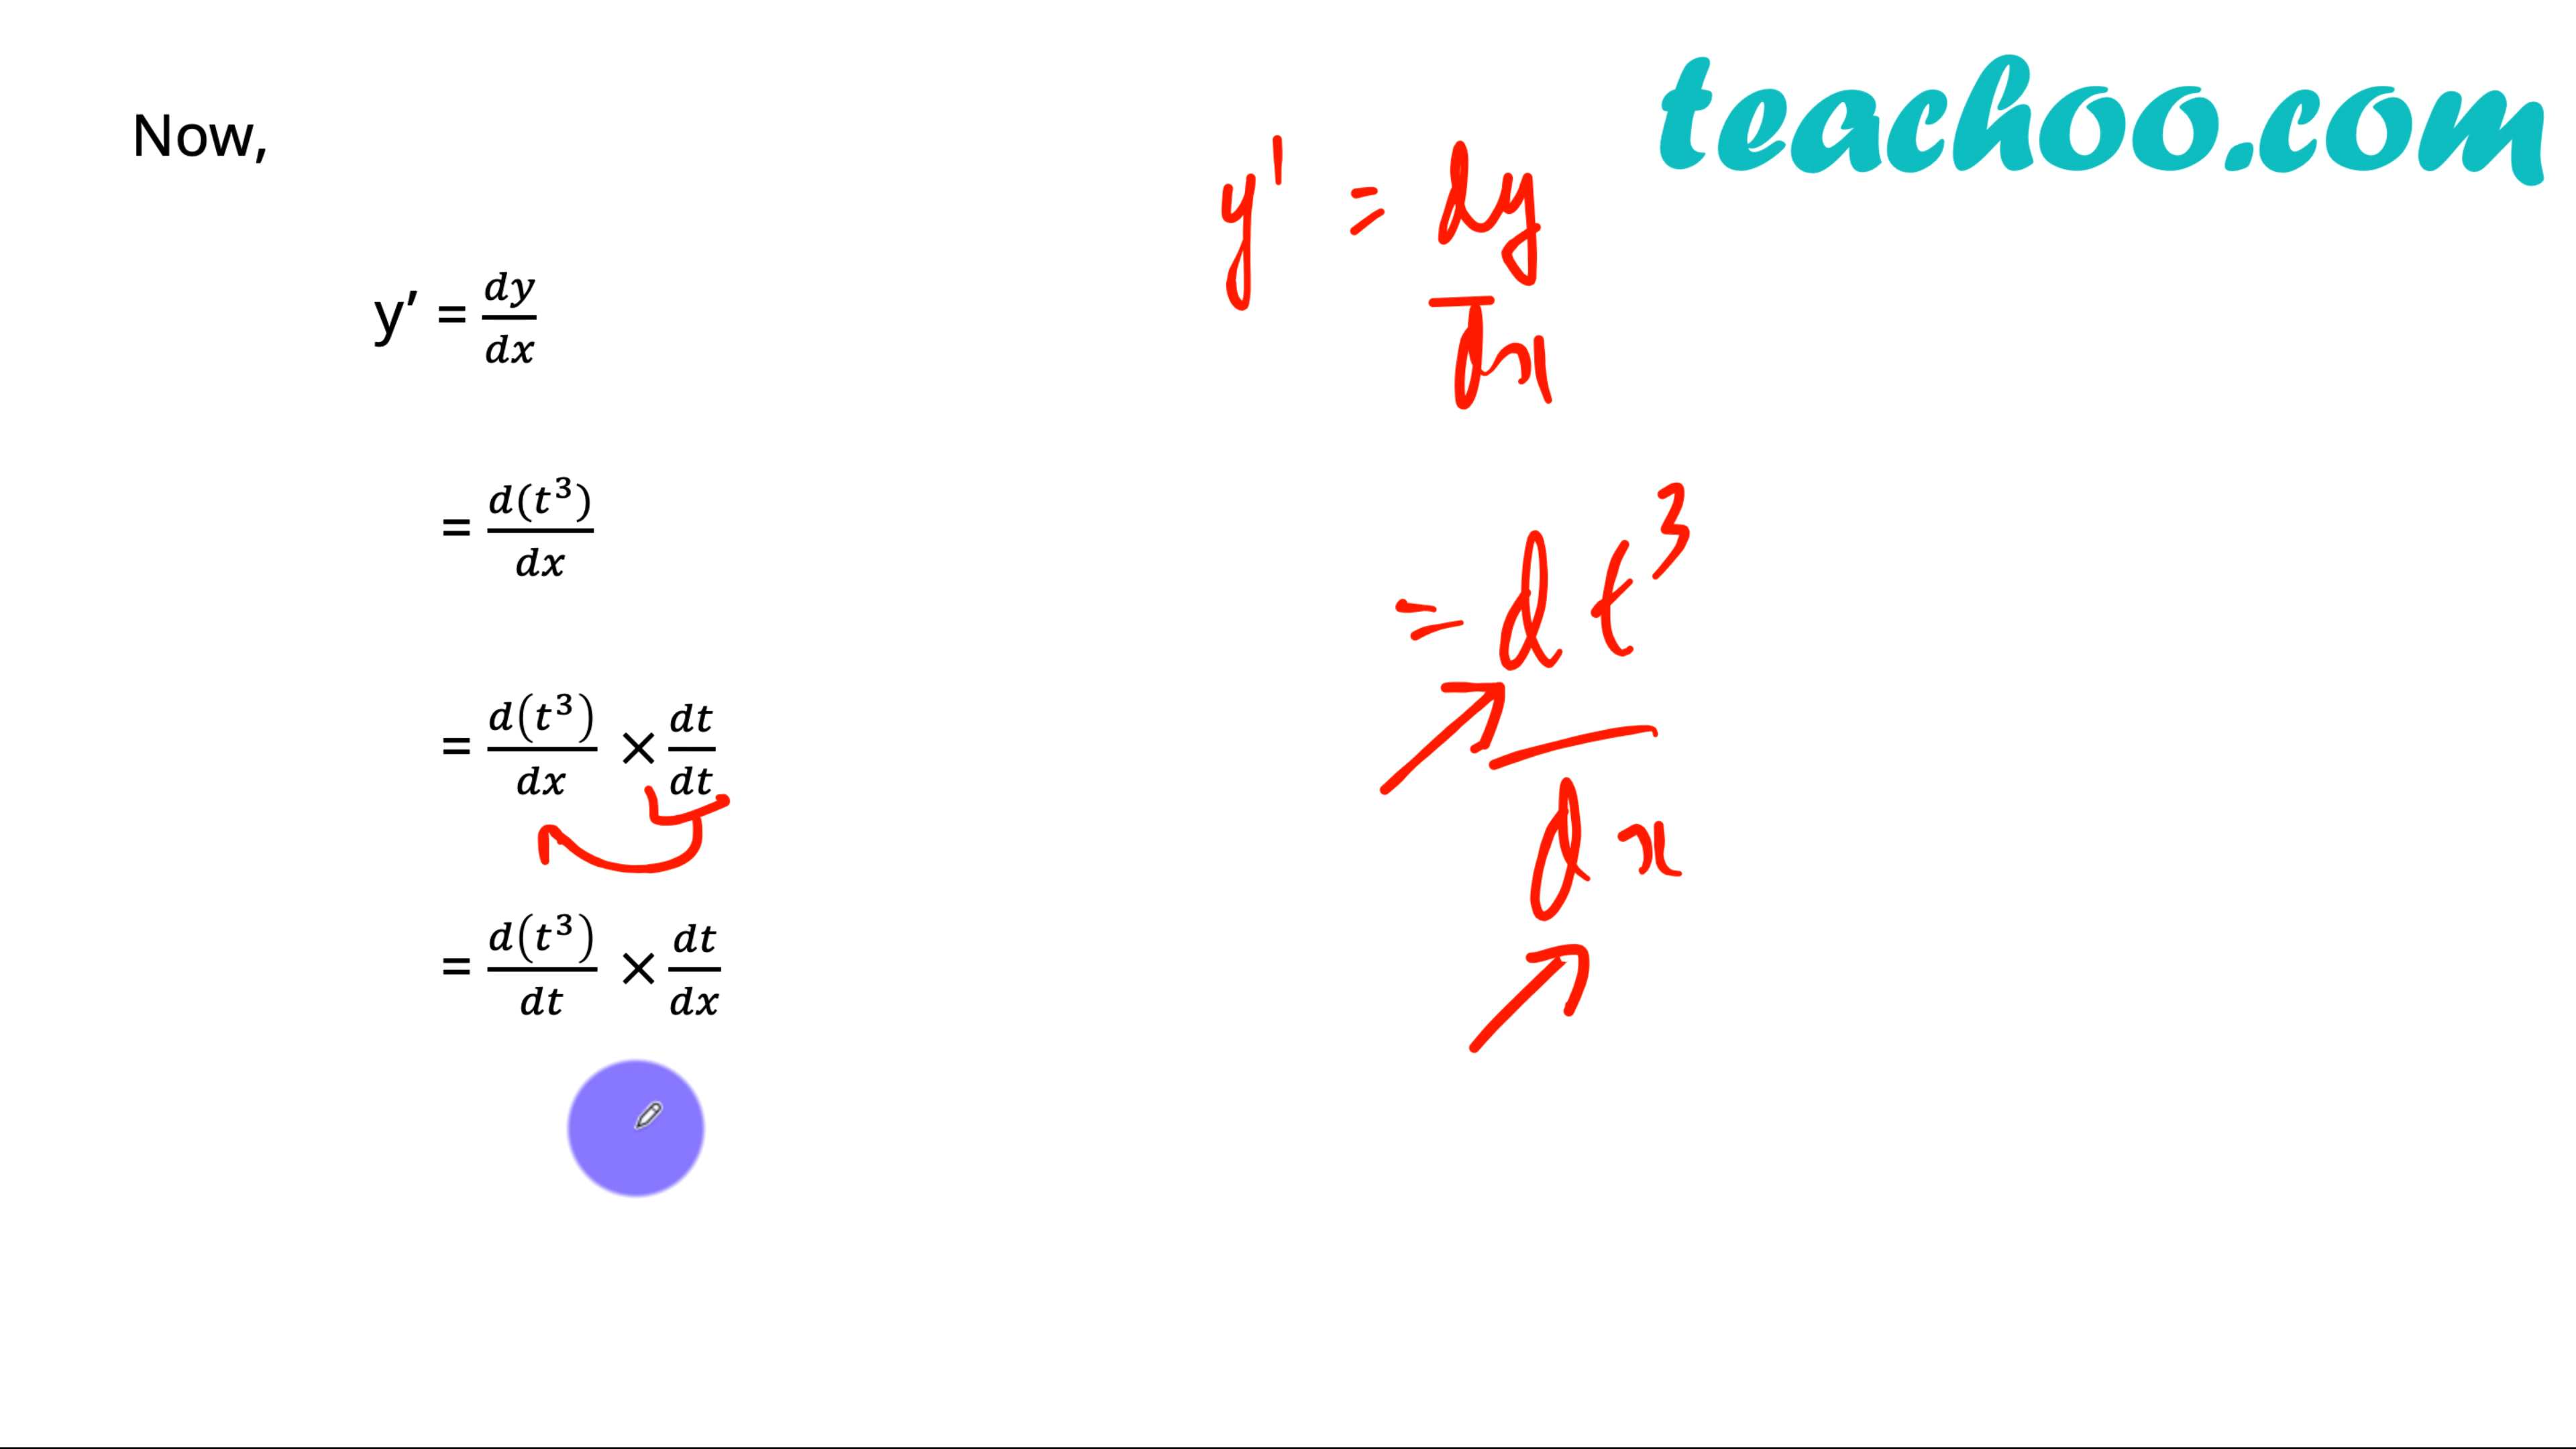 teachoo.com
Now,
y′ = dy/dx
= d(t³)/dx
= d(t³)/dx × dt/dt
= d(t³)/dt × dt/dx
y' = dy/dx
= dt³/dx